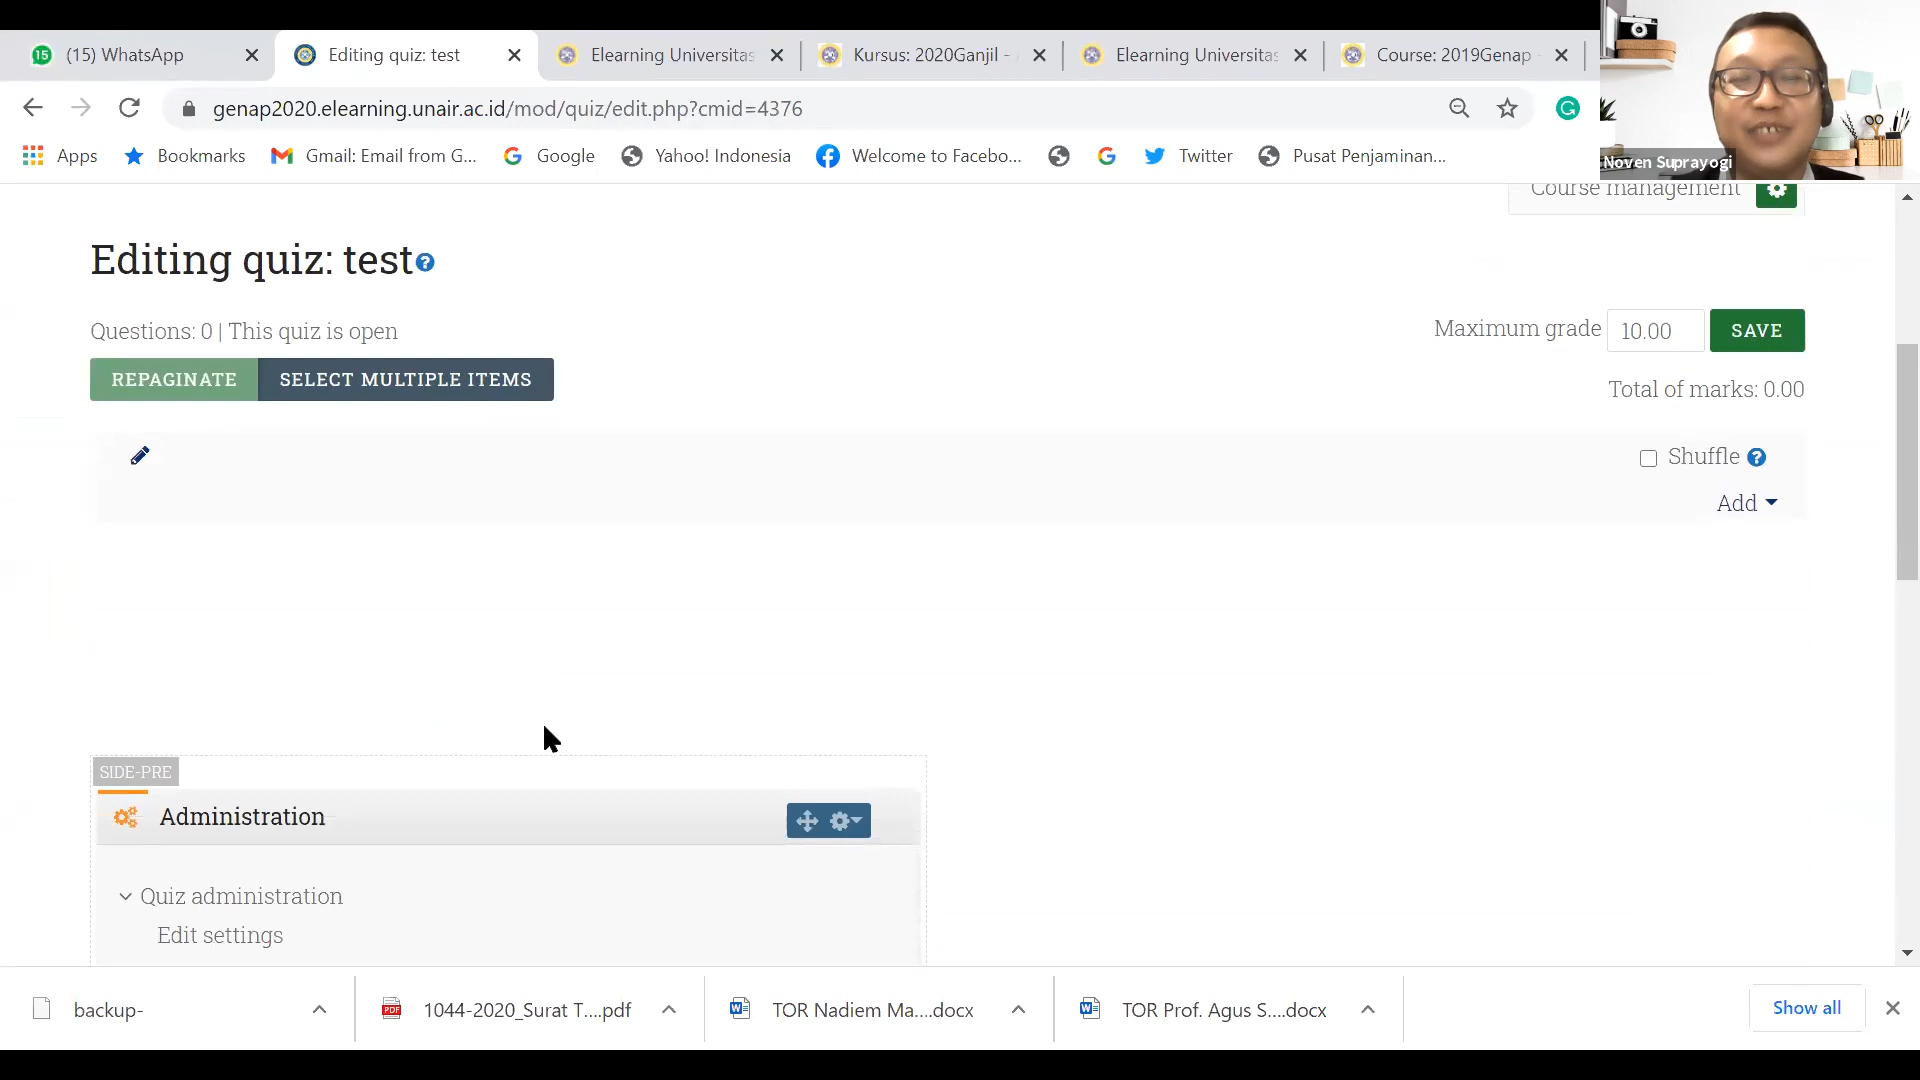 15 (15) WhatsApp
Editing quiz: test
Elearning Universitas
Kursus: 2020Ganjil -
Elearning Universitas
Course: 2019Genap -
genap2020.elearning.unair.ac.id/mod/quiz/edit.php?cmid=4376
Apps
Bookmarks
Gmail: Email from G...
Google
Yahoo! Indonesia
Welcome to Facebo...
Twitter
Pusat Penjaminan...
Noven Suprayogi
Course management
Editing quiz: test
Questions: 0 | This quiz is open
Maximum grade 10.00 SAVE
REPAGINATE SELECT MULTIPLE ITEMS
Total of marks: 0.00
Shuffle
Add
SIDE-PRE
Administration
Quiz administration
Edit settings
backup-
PDF 1044-2020_Surat T....pdf
TOR Nadiem Ma....docx
TOR Prof. Agus S....docx
Show all